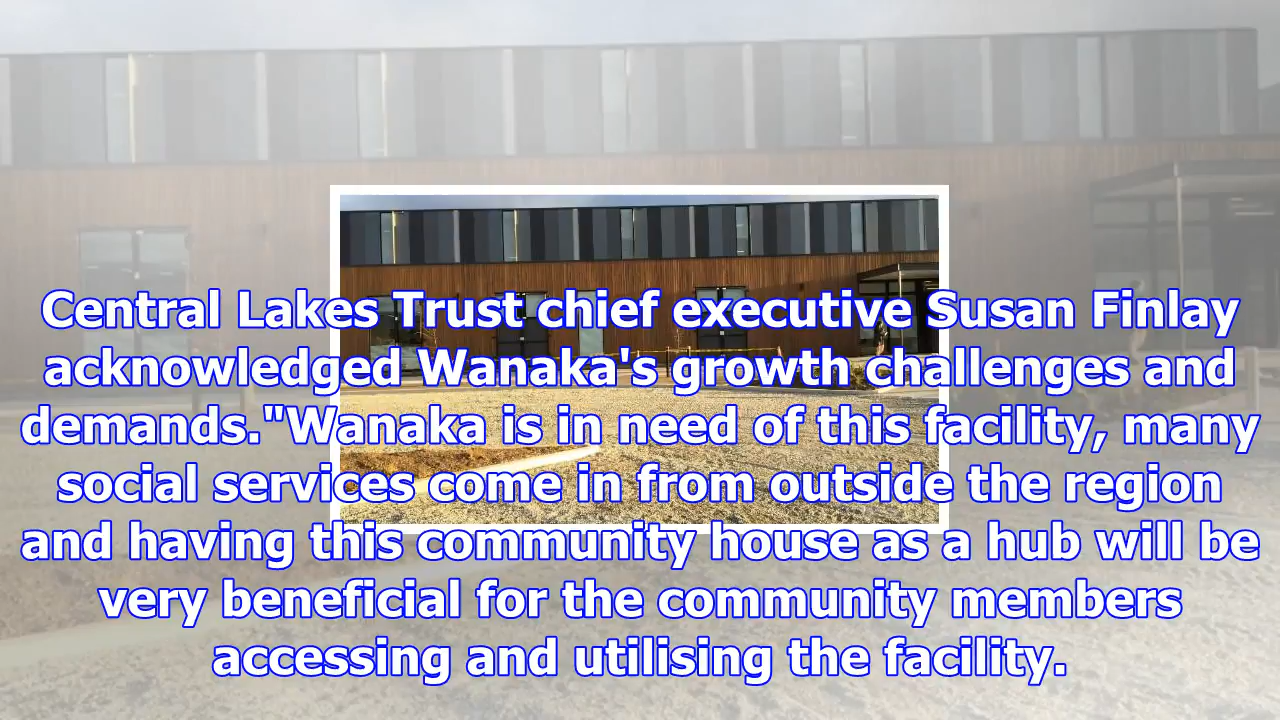 Central Lakes Trust chief executive Susan Finlay
acknowledged Wanaka's growth challenges and
demands."Wanaka is in need of this facility, many
social services come in from outside the region
and having this community house as a hub will be
very beneficial for the community members
accessing and utilising the facility.